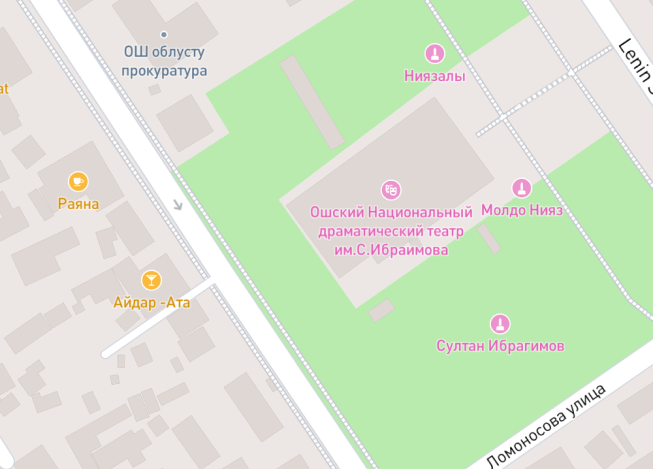 ОШ облусту
прокуратура
Ниязалы
Lenin S
at
Раяна
Ошский Национальный
драматический театр
им.С.Ибраимова
Молдо Нияз
Айдар -Ата
Султан Ибрагимов
Ломоносова улица